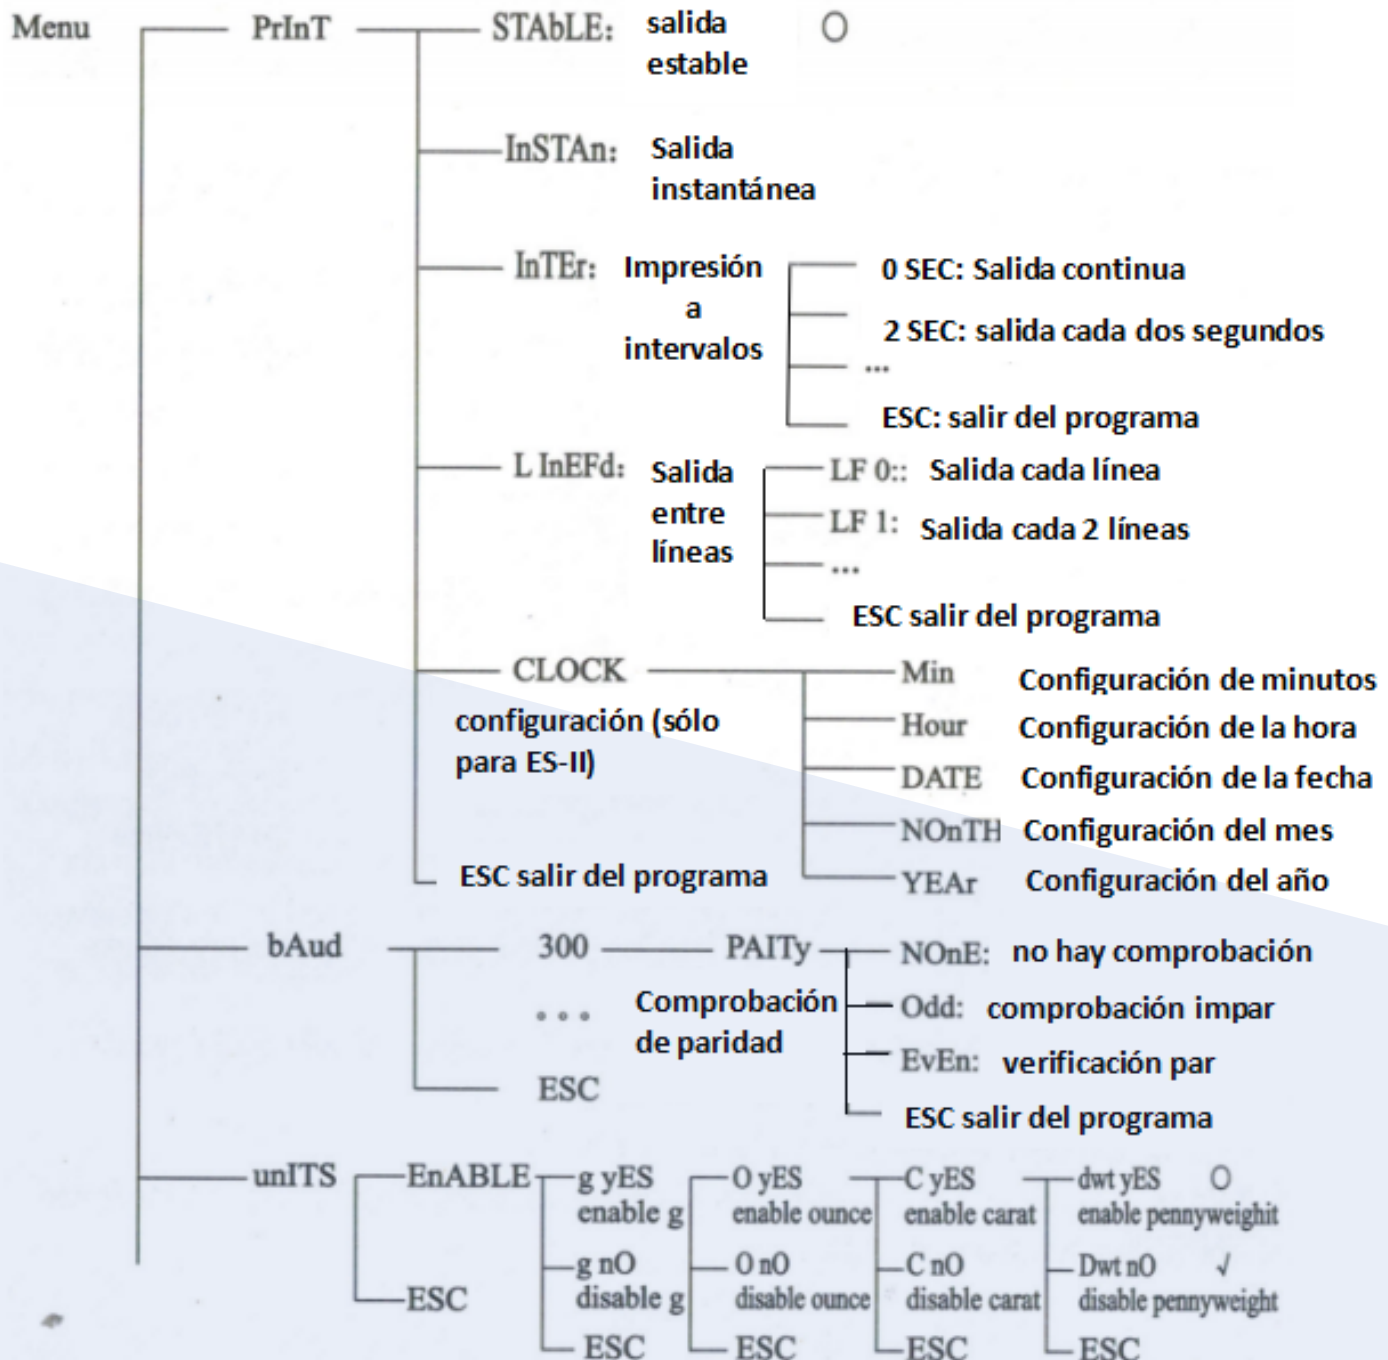 Menu PrInT STAbLE: salida estable O
InSTAn: Salida instantánea
InTEr: Impresión a intervalos
0 SEC: Salida continua
2 SEC: salida cada dos segundos
...
ESC: salir del programa
L InEFd: Salida entre líneas
LF 0:: Salida cada línea
LF 1: Salida cada 2 líneas
...
ESC salir del programa
CLOCK
configuración (sólo
para ES-II)
Min Configuración de minutos
Hour Configuración de la hora
DATE Configuración de la fecha
NOnTH Configuración del mes
YEAr Configuración del año
ESC salir del programa
bAud 300 PAITy NOnE: no hay comprobación
... Comprobación
de paridad
Odd: comprobación impar
EvEn: verificación par
ESC
ESC salir del programa
unITS EnABLE g yES O yES C yES dwt yES O
enable g enable ounce enable carat enable pennyweighit
g nO O nO C nO Dwt nO √
ESC disable g disable ounce disable carat disable pennyweight
ESC ESC ESC ESC